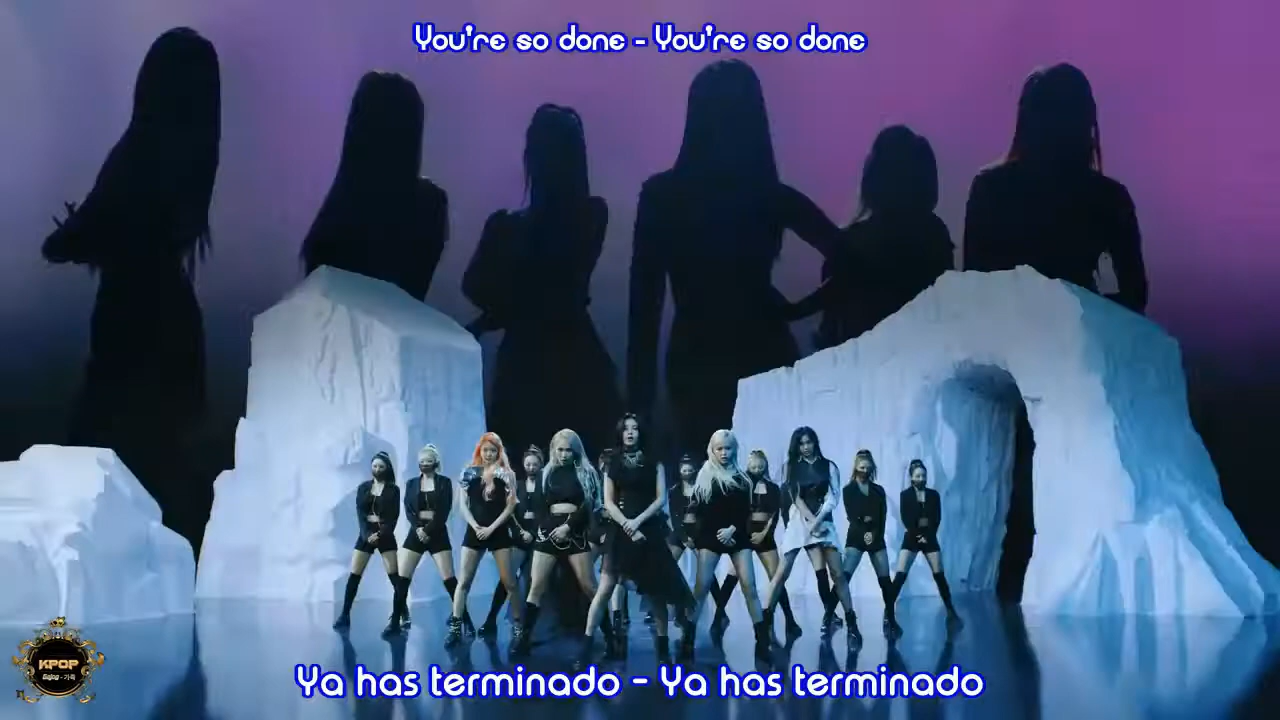 You're so done - You're so done
KPOP
Ya has terminado - Ya has terminado